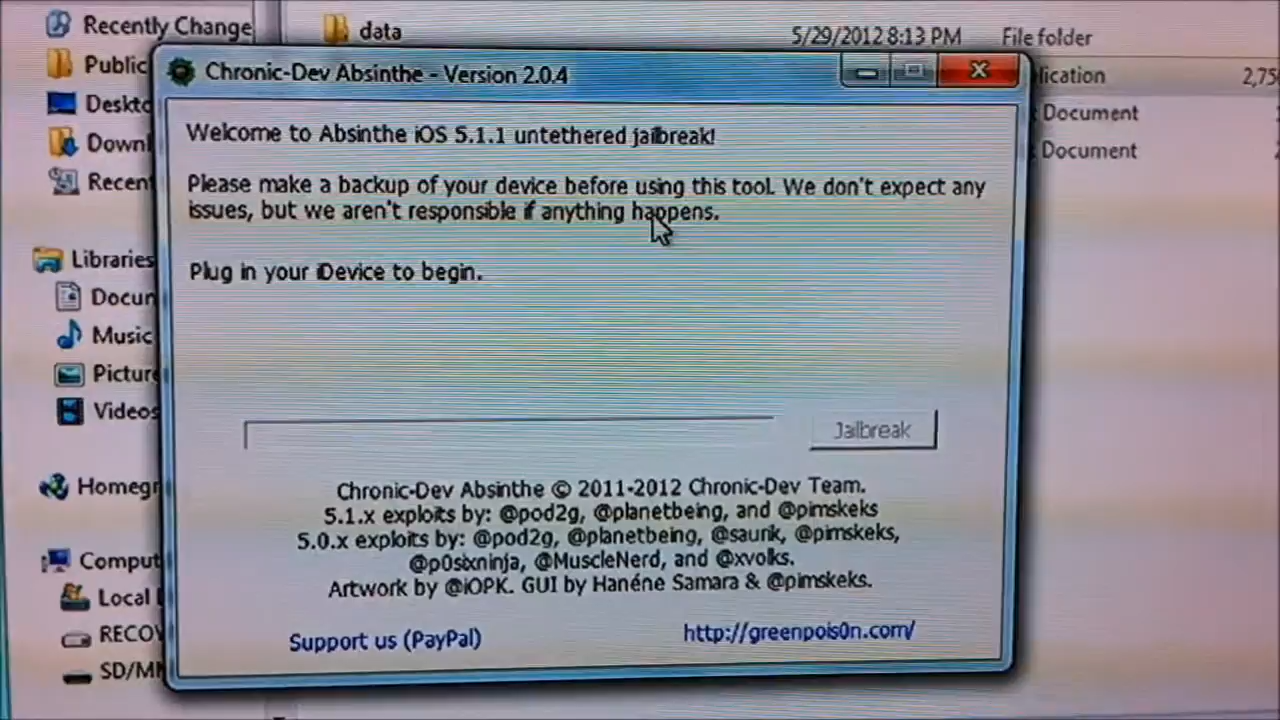 Recently Change
data
5/29/2012 8:13 PM
File folder
Public
Chronic-Dev Absinthe - Version 2.0.4
lication
2,75
Deskto
Welcome to Absinthe iOS 5.1.1 untethered jailbreak!
Document
Downl
Document
Recent
Please make a backup of your device before using this tool. We don't expect any
issues, but we aren't responsible if anything happens.
Libraries
Plug in your iDevice to begin.
Docun
Music
Picture
Videos
Jailbreak
Homegr
Chronic-Dev Absinthe © 2011-2012 Chronic-Dev Team.
5.1.x exploits by: @pod2g, @planetbeing, and @pimskeks
5.0.x exploits by: @pod2g, @planetbeing, @saurik, @pimskeks,
@p0sixninja, @MuscleNerd, and @xvolks.
Comput
Artwork by @iOPK. GUI by Hanéne Samara & @pimskeks.
Local
RECOV
Support us (PayPal)
http://greenpois0n.com/
SD/MM